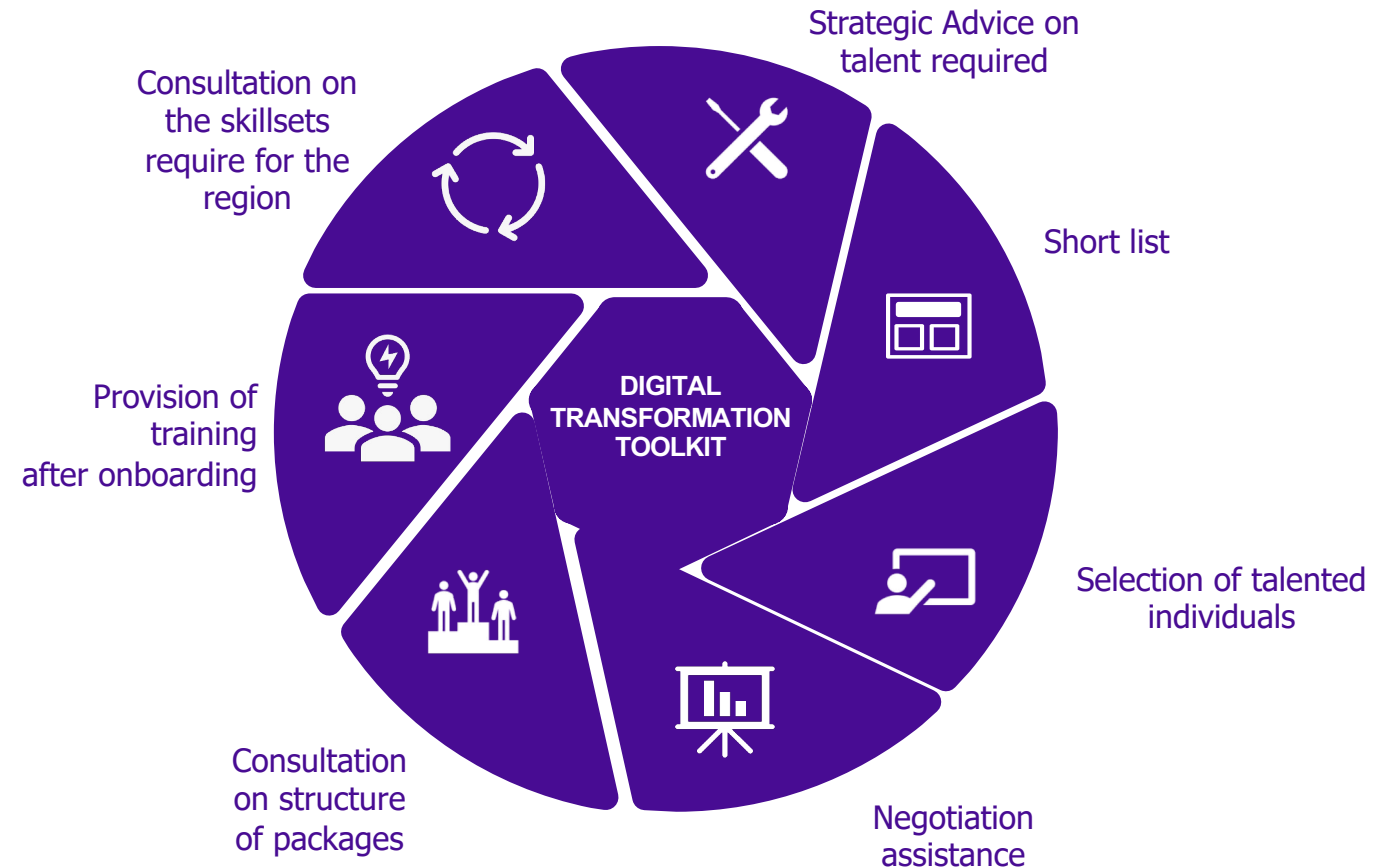 Strategic Advice on
talent required
Consultation on
the skillsets
require for the
region
Short list
Provision of
training
after onboarding
DIGITAL
TRANSFORMATION
TOOLKIT
Selection of talented
individuals
Consultation
on structure
of packages
Negotiation
assistance